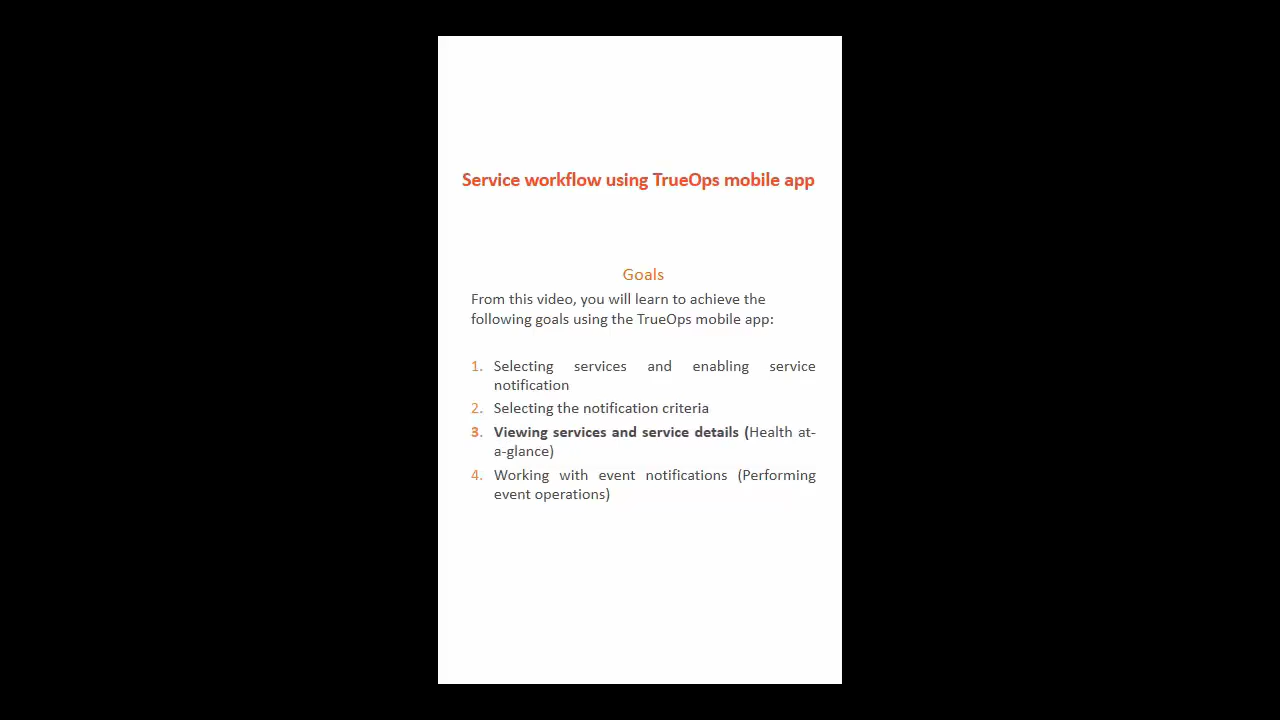 Service workflow using TrueOps mobile app
Goals
From this video, you will learn to achieve the
following goals using the TrueOps mobile app:
1. Selecting services and enabling service
notification
2. Selecting the notification criteria
3. Viewing services and service details (Health at-
a-glance)
4. Working with event notifications (Performing
event operations)